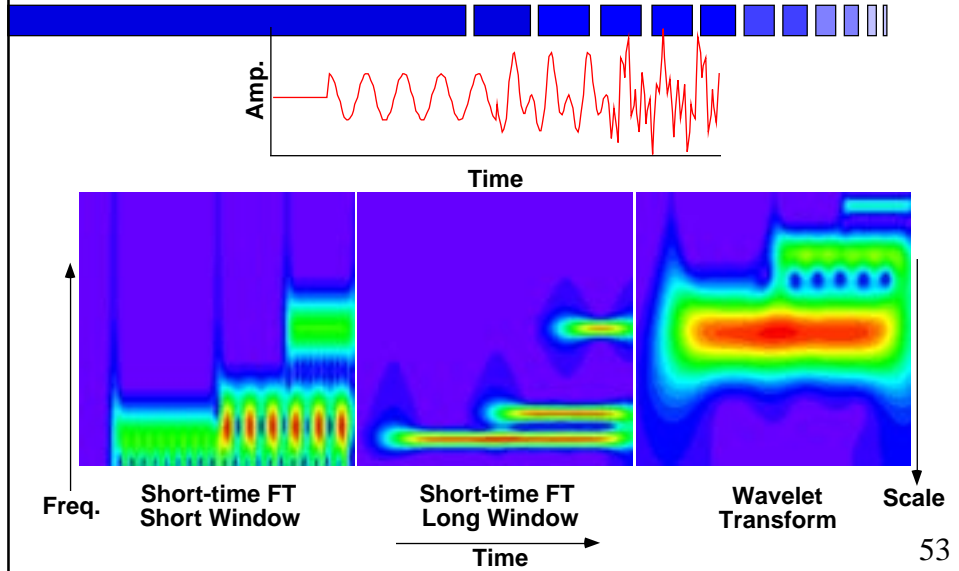 Amp.
Time
Freq.
Short-time FT
Short Window
Short-time FT
Long Window
Wavelet
Transform
Scale
Time
53